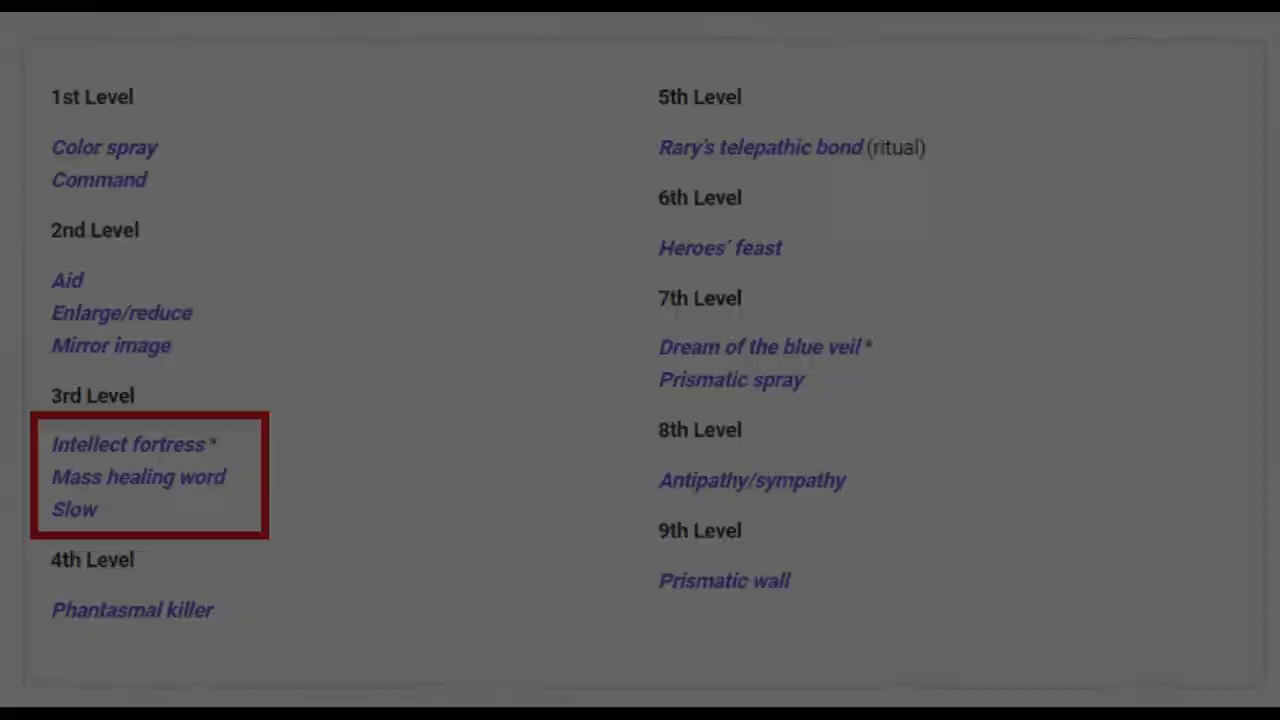 1st Level
Color spray
Command
2nd Level
Aid
Enlarge/reduce
Mirror image
3rd Level
Intellect fortress *
Mass healing word
Slow
4th Level
Phantasmal killer
5th Level
Rary's telepathic bond (ritual)
6th Level
Heroes' feast
7th Level
Dream of the blue veil *
Prismatic spray
8th Level
Antipathy/sympathy
9th Level
Prismatic wall